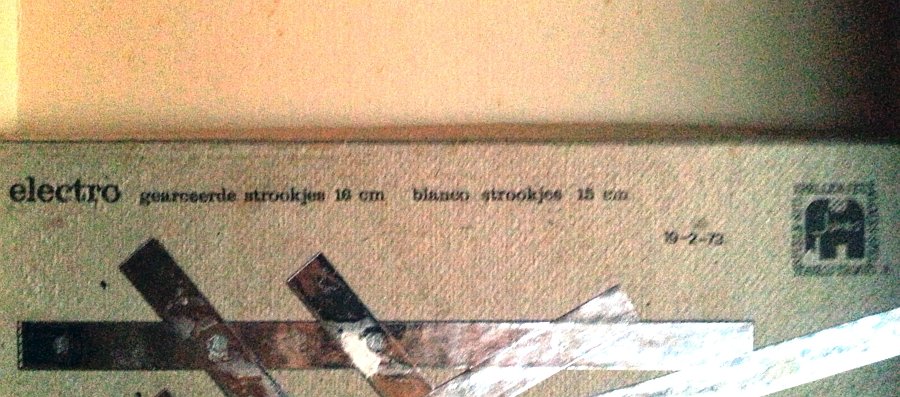 electro gearceerde strookjes 16 cm blanco strookjes 15 cm
19-2-73